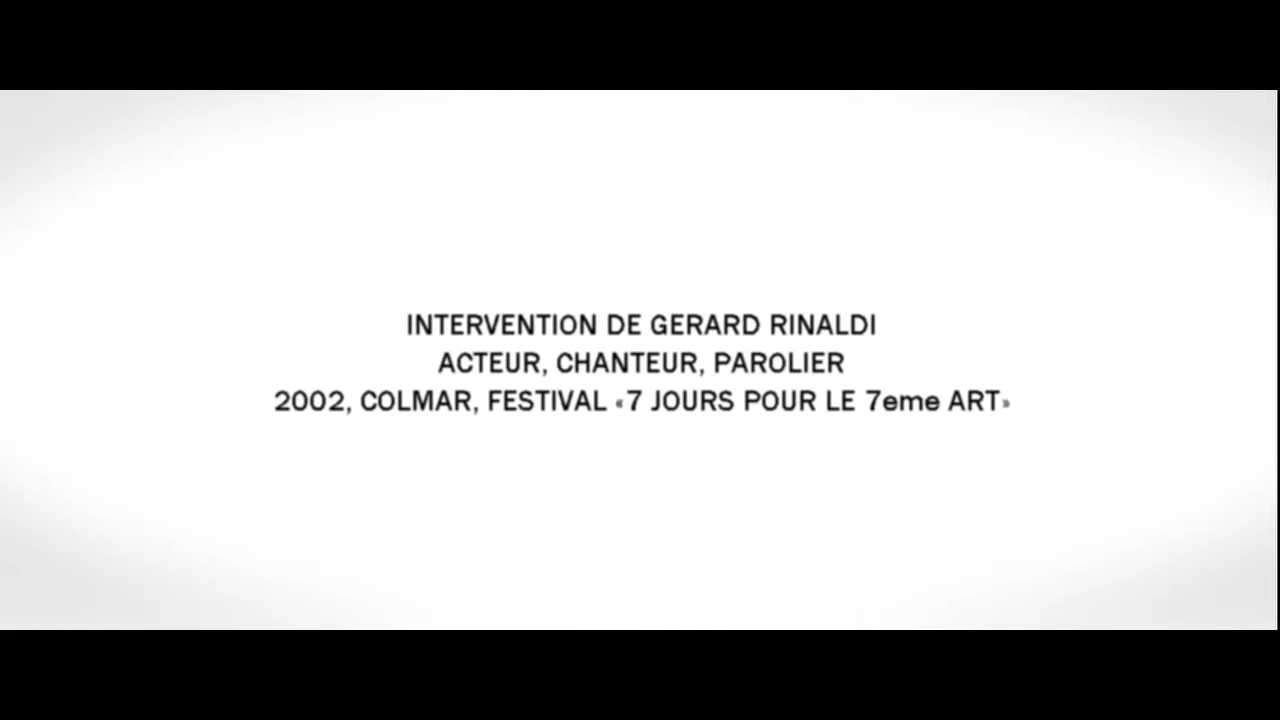 INTERVENTION DE GERARD RINALDI
ACTEUR, CHANTEUR, PAROLIER
2002, COLMAR, FESTIVAL «7 JOURS POUR LE 7eme ART»